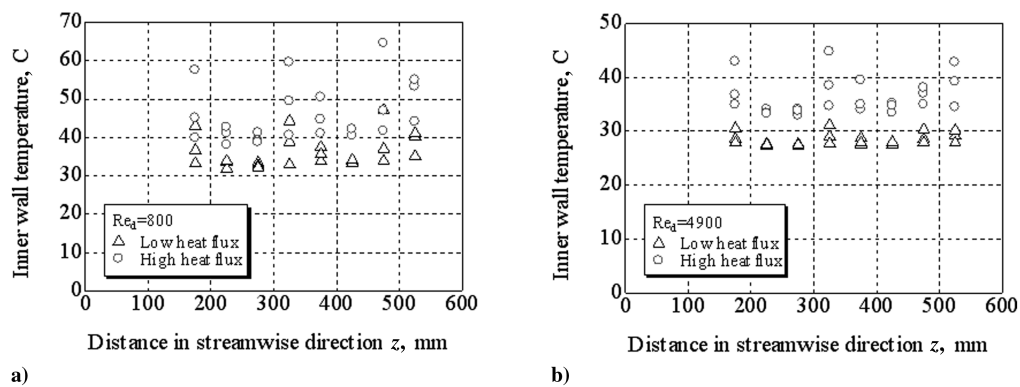 70
60
50
40
30
20
10
0
Inner wall temperature, C
Re_d=800
Low heat flux
High heat flux
0 100 200 300 400 500 600
Distance in streamwise direction z, mm
a)
50
40
30
20
10
0
Inner wall temperature, C
Re_d=4900
Low heat flux
High heat flux
0 100 200 300 400 500 600
Distance in streamwise direction z, mm
b)